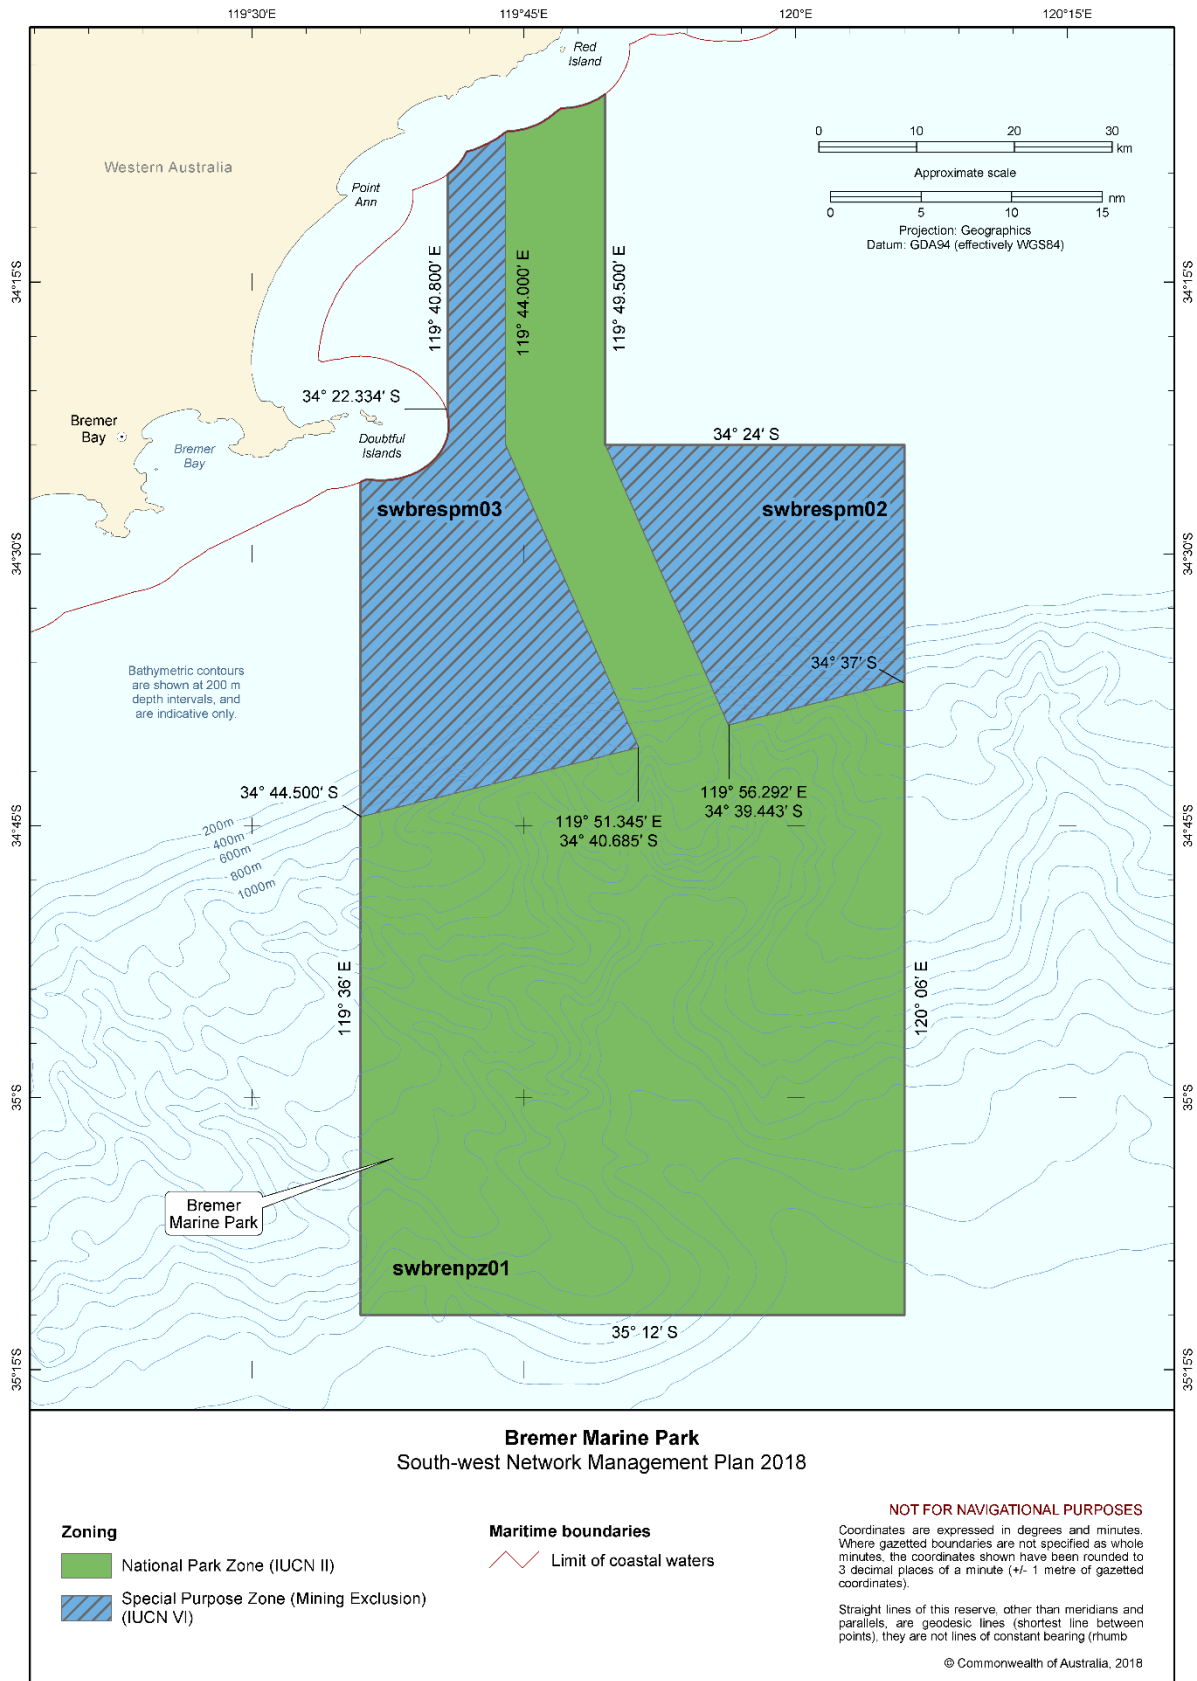 119°30'E
119°45'E
120°E
120°15'E
Red
Island
Western Australia
0
10
20
30
km
Approximate scale
nm
0
5
10
15
Projection: Geographics
Datum: GDA94 (effectively WGS84)
Point
Ann
34°15'S
34°15'S
119° 40.800′ E
119° 44.000′ E
119° 49.500′ E
34° 22.334′ S
Bremer
Bay
Bremer
Bay
Doubtful
Islands
34° 24′ S
swbrespm03
swbrespm02
34°30'S
34°30'S
Bathymetric contours
are shown at 200 m
depth intervals, and
are indicative only.
34° 37′ S
34° 44.500′ S
119° 56.292′ E
34° 39.443′ S
119° 51.345′ E
34° 40.685′ S
34°45'S
34°45'S
200m
400m
600m
800m
1000m
119° 36′ E
120° 06′ E
35°S
35°S
Bremer
Marine Park
swbrenpz01
35° 12′ S
35°15'S
35°15'S
Bremer Marine Park
South-west Network Management Plan 2018
Zoning
National Park Zone (IUCN II)
Special Purpose Zone (Mining Exclusion)
(IUCN VI)
Maritime boundaries
Limit of coastal waters
NOT FOR NAVIGATIONAL PURPOSES
Coordinates are expressed in degrees and minutes.
Where gazetted boundaries are not specified as whole
minutes, the coordinates shown have been rounded to
3 decimal places of a minute (+/- 1 metre of gazetted
coordinates).
Straight lines of this reserve, other than meridians and
parallels, are geodesic lines (shortest line between
points), they are not lines of constant bearing (rhumb
© Commonwealth of Australia, 2018